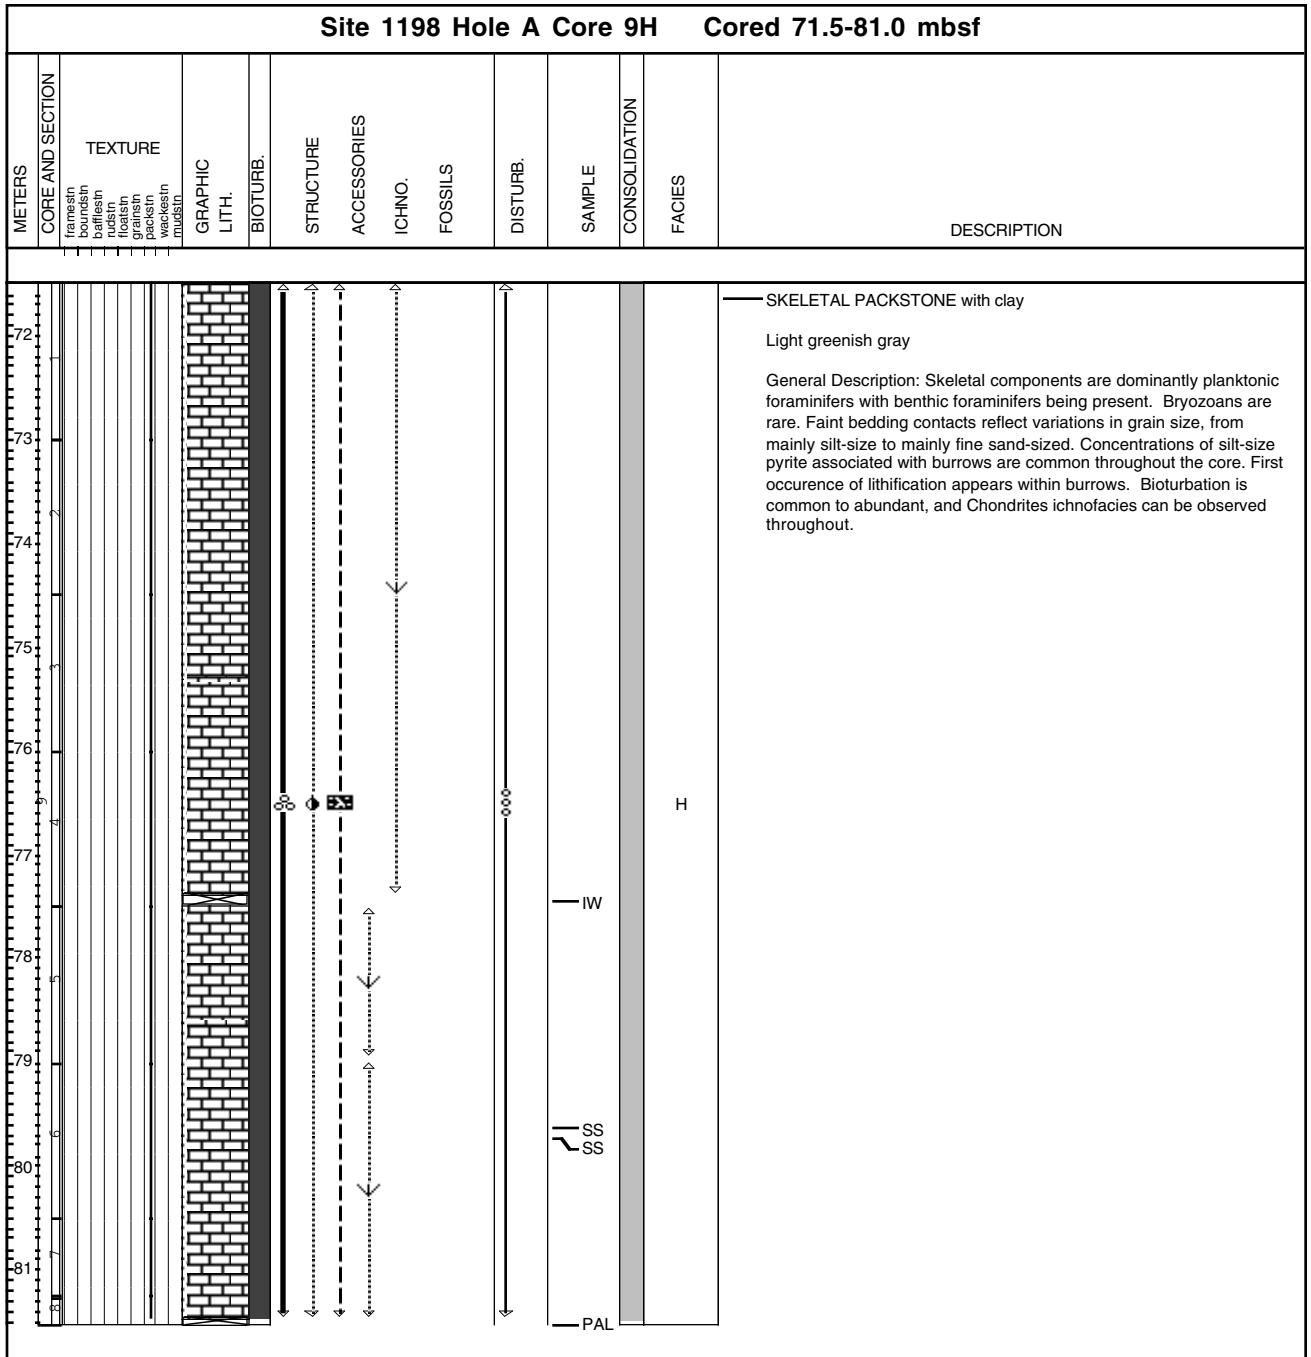 Site 1198 Hole A Core 9H Cored 71.5-81.0 mbsf
METERS
CORE AND SECTION
TEXTURE
framestn
boundstn
bafflestn
rudstn
floatstn
grainstn
packstn
wackestn
mudstn
GRAPHIC
LITH.
BIOTURB.
STRUCTURE
ACCESSORIES
ICHNO.
FOSSILS
DISTURB.
SAMPLE
CONSOLIDATION
FACIES
DESCRIPTION
SKELETAL PACKSTONE with clay
Light greenish gray
General Description: Skeletal components are dominantly planktonic
foraminifers with benthic foraminifers being present. Bryozoans are
rare. Faint bedding contacts reflect variations in grain size, from
mainly silt-size to mainly fine sand-sized. Concentrations of silt-size
pyrite associated with burrows are common throughout the core. First
occurence of lithification appears within burrows. Bioturbation is
common to abundant, and Chondrites ichnofacies can be observed
throughout.
72
1
73
2
74
75
3
76
9
4
H
77
IW
78
5
79
6
SS
SS
80
7
81
8
PAL